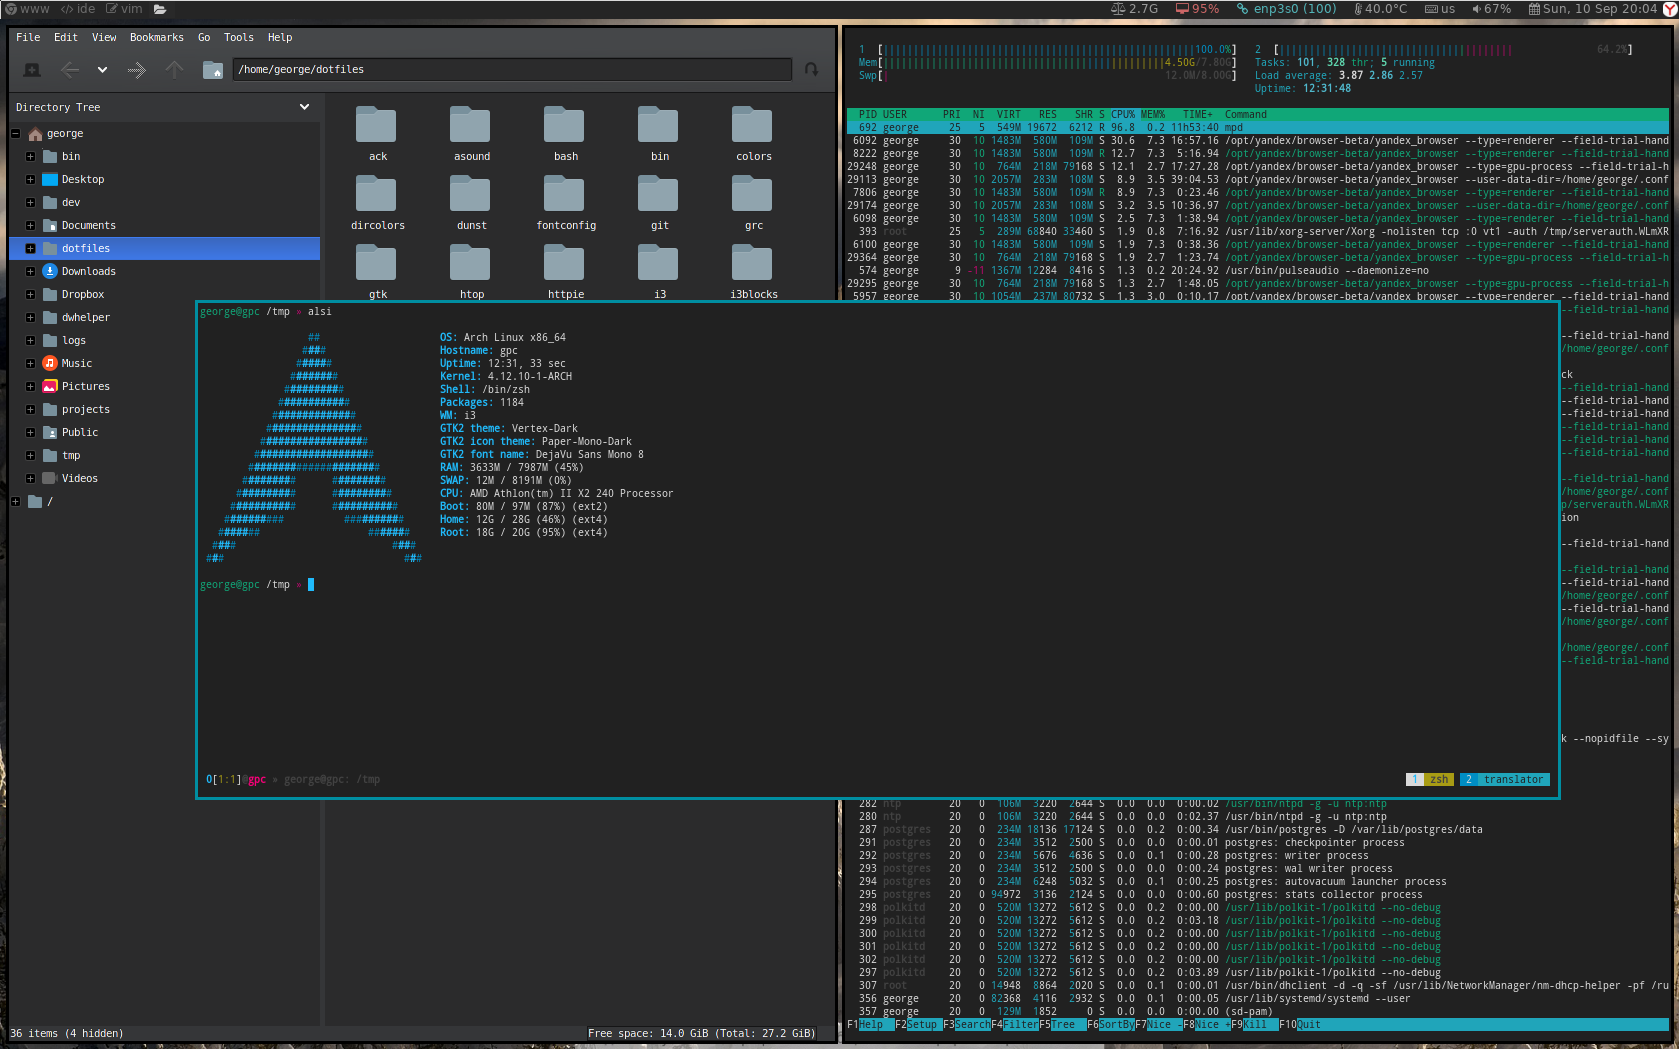 www ide vim
2.7G 95% enp3s0 (100) 40.0°C us 67% Sun, 10 Sep 20:04
File Edit View Bookmarks Go Tools Help
/home/george/dotfiles
Directory Tree
george
bin
Desktop
dev
Documents
dotfiles
Downloads
Dropbox
dwhelper
logs
Music
Pictures
projects
Public
tmp
Videos
/
ack asound bash bin colors
dircolors dunst fontconfig git grc
gtk htop httpie i3 i3blocks
36 items (4 hidden)
Free space: 14.0 GiB (Total: 27.2 GiB)
1 [100.0%] 2 [64.2%]
Mem[4.50G/7.80G] Tasks: 101, 328 thr; 5 running
Swp[12.0M/8.00G] Load average: 3.87 2.86 2.57
Uptime: 12:31:48
PID USER PRI NI VIRT RES SHR S CPU% MEM% TIME+ Command
692 george 25 5 549M 19672 6212 R 96.8 0.2 11h53:40 mpd
6092 george 30 10 1483M 580M 109M S 30.6 7.3 16:57.16 /opt/yandex/browser-beta/yandex_browser --type=renderer --field-trial-hand
8222 george 30 10 1483M 580M 109M R 12.7 7.3 5:16.94 /opt/yandex/browser-beta/yandex_browser --type=renderer --field-trial-hand
29248 george 30 10 764M 218M 79168 S 12.1 2.7 17:27.28 /opt/yandex/browser-beta/yandex_browser --type=gpu-process --field-trial-h
29113 george 30 10 2057M 283M 108M S 8.9 3.5 39:04.53 /opt/yandex/browser-beta/yandex_browser --user-data-dir=/home/george/.conf
7806 george 30 10 1483M 580M 109M R 8.9 7.3 0:23.46 /opt/yandex/browser-beta/yandex_browser --type=renderer --field-trial-hand
29174 george 30 10 2057M 283M 108M S 3.2 3.5 10:36.97 /opt/yandex/browser-beta/yandex_browser --user-data-dir=/home/george/.conf
6098 george 30 10 1483M 580M 109M S 2.5 7.3 1:38.94 /opt/yandex/browser-beta/yandex_browser --type=renderer --field-trial-hand
393 root 25 5 289M 68840 33460 S 1.9 0.8 7:16.92 /usr/lib/xorg-server/Xorg -nolisten tcp :0 vt1 -auth /tmp/serverauth.WLmXR
6100 george 30 10 1483M 580M 109M S 1.9 7.3 0:38.36 /opt/yandex/browser-beta/yandex_browser --type=renderer --field-trial-hand
29364 george 30 10 764M 218M 79168 S 1.9 2.7 1:23.74 /opt/yandex/browser-beta/yandex_browser --type=gpu-process --field-trial-h
574 george 9 -11 1367M 12284 8416 S 1.3 0.2 20:24.92 /usr/bin/pulseaudio --daemonize=no
29295 george 30 10 764M 218M 79168 S 1.3 2.7 1:48.05 /opt/yandex/browser-beta/yandex_browser --type=gpu-process --field-trial-h
5957 george 30 10 1054M 237M 80732 S 1.3 3.0 0:10.17 /opt/yandex/browser-beta/yandex_browser --type=renderer --field-trial-hand
--field-trial-hand
--field-trial-hand
/home/george/.conf
ck
--field-trial-hand
--field-trial-hand
--field-trial-hand
--field-trial-hand
--field-trial-hand
--field-trial-hand
--field-trial-hand
/home/george/.conf
p/serverauth.WLmXR
ion
--field-trial-hand
--field-trial-hand
--field-trial-hand
/home/george/.conf
--field-trial-hand
/home/george/.conf
/home/george/.conf
--field-trial-hand
k --nopidfile --sy
george@gpc /tmp » alsi
OS: Arch Linux x86_64
Hostname: gpc
Uptime: 12:31, 33 sec
Kernel: 4.12.10-1-ARCH
Shell: /bin/zsh
Packages: 1184
WM: i3
GTK2 theme: Vertex-Dark
GTK2 icon theme: Paper-Mono-Dark
GTK2 font name: DejaVu Sans Mono 8
RAM: 3633M / 7987M (45%)
SWAP: 12M / 8191M (0%)
CPU: AMD Athlon(tm) II X2 240 Processor
Boot: 80M / 97M (87%) (ext2)
Home: 12G / 28G (46%) (ext4)
Root: 18G / 20G (95%) (ext4)
george@gpc /tmp »
0[1:1]@gpc » george@gpc: /tmp
1 zsh 2 translator
282 ntp 20 0 106M 3220 2644 S 0.0 0.0 0:00.02 /usr/bin/ntpd -g -u ntp:ntp
280 ntp 20 0 106M 3220 2644 S 0.0 0.0 0:02.37 /usr/bin/ntpd -g -u ntp:ntp
287 postgres 20 0 234M 18136 17124 S 0.0 0.2 0:00.34 /usr/bin/postgres -D /var/lib/postgres/data
291 postgres 20 0 234M 3512 2500 S 0.0 0.0 0:00.01 postgres: checkpointer process
292 postgres 20 0 234M 5676 4636 S 0.0 0.1 0:00.28 postgres: writer process
293 postgres 20 0 234M 3512 2500 S 0.0 0.0 0:00.24 postgres: wal writer process
294 postgres 20 0 234M 6248 5032 S 0.0 0.1 0:00.25 postgres: autovacuum launcher process
295 postgres 20 0 94972 3136 2124 S 0.0 0.0 0:00.60 postgres: stats collector process
298 polkitd 20 0 520M 13272 5612 S 0.0 0.2 0:00.00 /usr/lib/polkit-1/polkitd --no-debug
299 polkitd 20 0 520M 13272 5612 S 0.0 0.2 0:03.18 /usr/lib/polkit-1/polkitd --no-debug
300 polkitd 20 0 520M 13272 5612 S 0.0 0.2 0:00.00 /usr/lib/polkit-1/polkitd --no-debug
301 polkitd 20 0 520M 13272 5612 S 0.0 0.2 0:00.00 /usr/lib/polkit-1/polkitd --no-debug
302 polkitd 20 0 520M 13272 5612 S 0.0 0.2 0:00.00 /usr/lib/polkit-1/polkitd --no-debug
297 polkitd 20 0 520M 13272 5612 S 0.0 0.2 0:03.89 /usr/lib/polkit-1/polkitd --no-debug
307 root 20 0 14948 8864 2020 S 0.0 0.1 0:00.01 /usr/bin/dhclient -d -q -sf /usr/lib/NetworkManager/nm-dhcp-helper -pf /ru
356 george 20 0 82368 4116 2932 S 0.0 0.1 0:00.05 /usr/lib/systemd/systemd --user
357 george 20 0 129M 1852 0 S 0.0 0.0 0:00.00 (sd-pam)
F1Help F2Setup F3SearchF4FilterF5Tree F6SortByF7Nice -F8Nice +F9Kill F10Quit